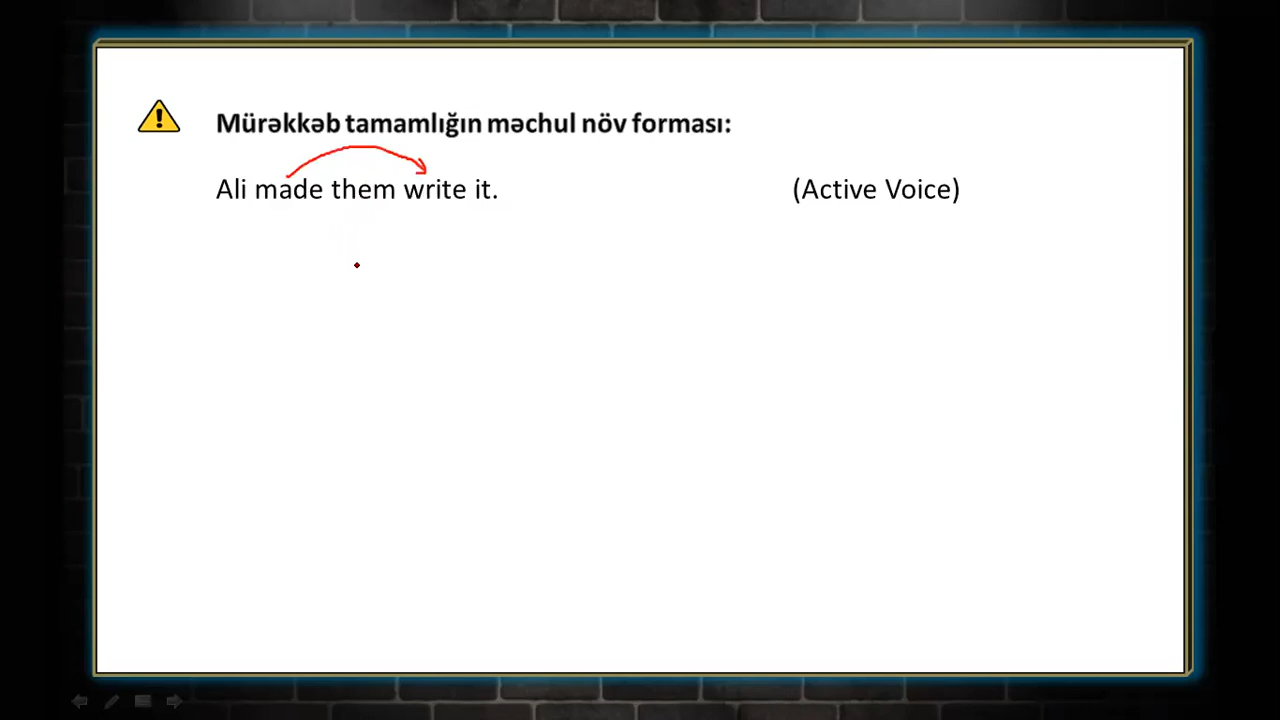 Mürəkkəb tamamlığın məchul növ forması:
Ali made them write it. (Active Voice)